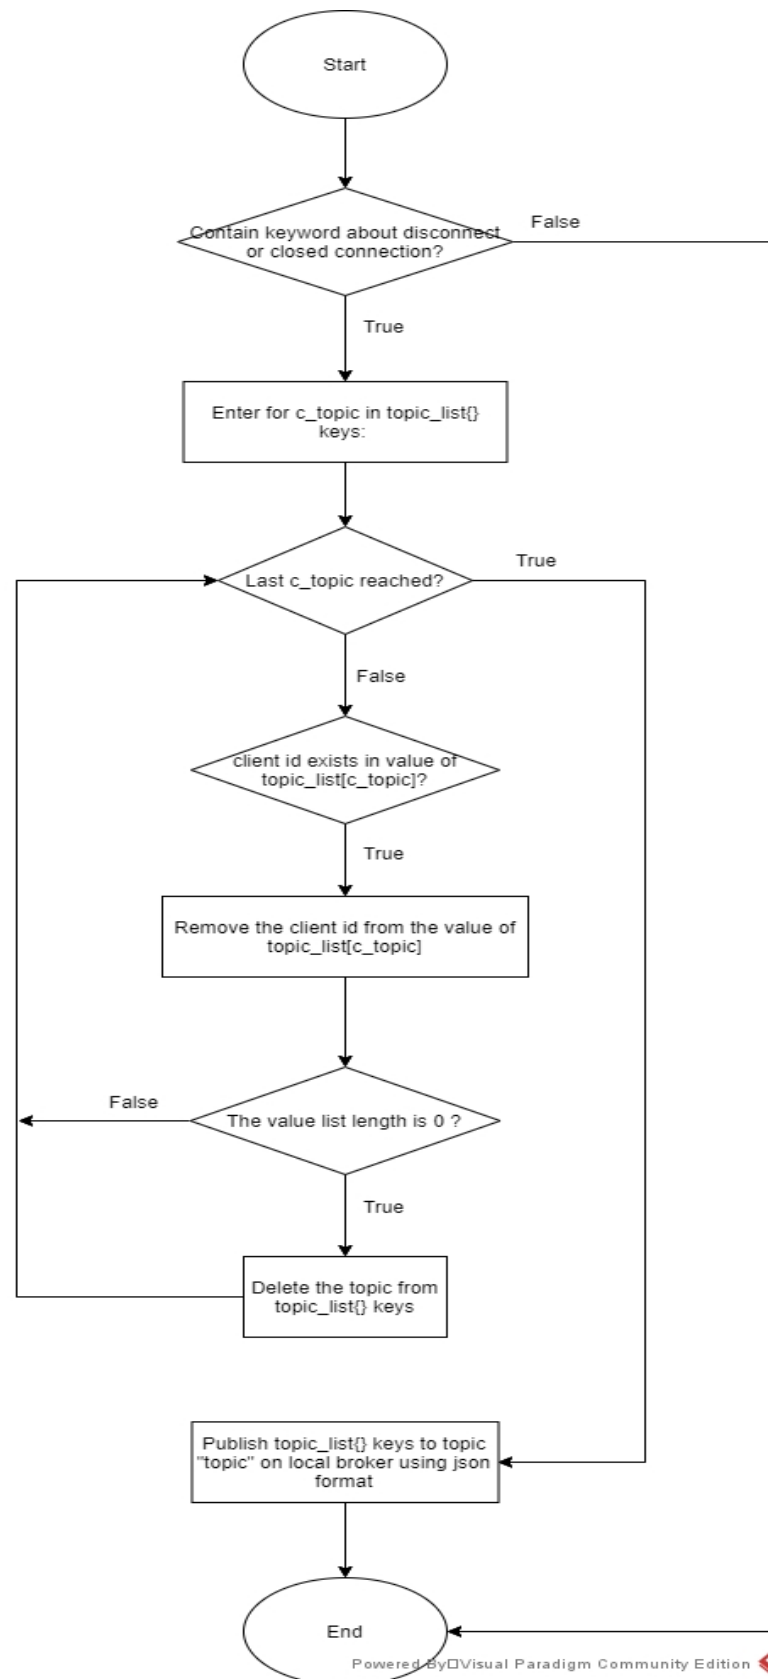 Start
Contain keyword about disconnect
or closed connection?
False
True
Enter for c_topic in topic_list{}
keys:
Last c_topic reached?
True
False
client id exists in value of
topic_list[c_topic]?
True
Remove the client id from the value of
topic_list[c_topic]
False
The value list length is 0 ?
True
Delete the topic from
topic_list{} keys
Publish topic_list{} keys to topic
"topic" on local broker using json
format
End
Powered By□Visual Paradigm Community Edition